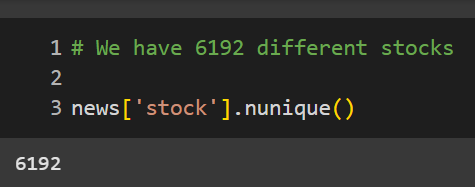 1 # We have 6192 different stocks
2
3 news['stock'].nunique()
6192